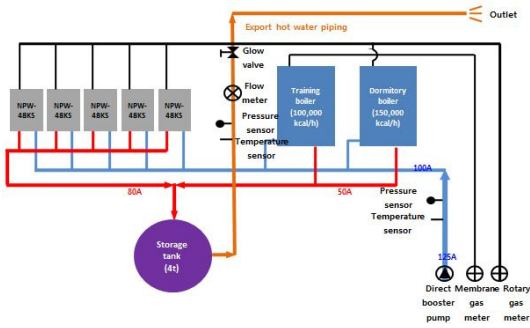 Outlet
Export hot water piping
Glow
valve
Flow
meter
Pressure
sensor
Temperature
sensor
NPW-
48KS
NPW-
48KS
NPW-
48KS
NPW-
48KS
NPW-
48KS
Training
boiler
(100,000
kcal/h)
Dormitory
boiler
(150,000
kcal/h)
100A
80A
50A
Pressure
sensor
Temperature
sensor
Storage
tank
(4t)
125A
Direct
booster
pump
Membrane
gas
meter
Rotary
gas
meter